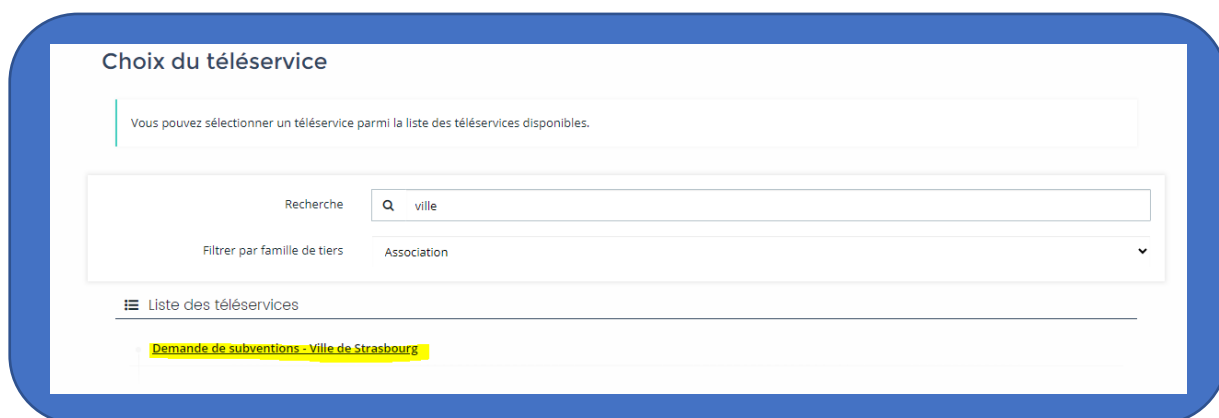 Choix du téléservice
Vous pouvez sélectionner un téléservice parmi la liste des téléservices disponibles.
Recherche ville
Filtrer par famille de tiers Association
Liste des téléservices
Demande de subventions - Ville de Strasbourg